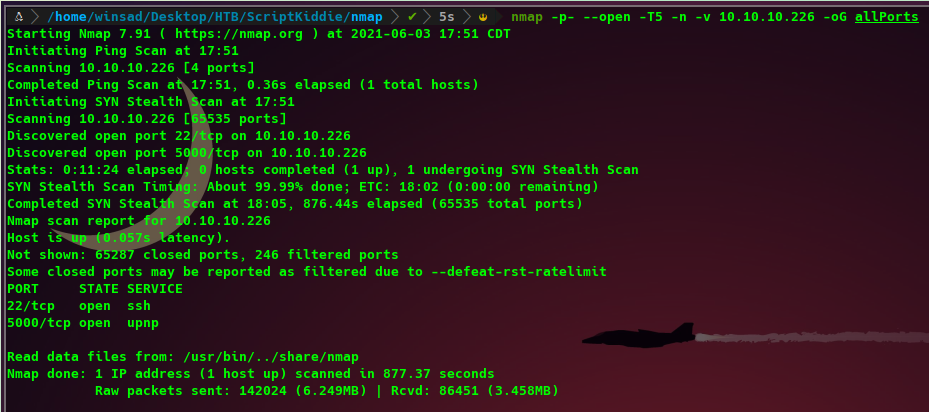 /home/winsad/Desktop/HTB/ScriptKiddie/nmap ✔ 5s nmap -p- --open -T5 -n -v 10.10.10.226 -oG allPorts
Starting Nmap 7.91 ( https://nmap.org ) at 2021-06-03 17:51 CDT
Initiating Ping Scan at 17:51
Scanning 10.10.10.226 [4 ports]
Completed Ping Scan at 17:51, 0.36s elapsed (1 total hosts)
Initiating SYN Stealth Scan at 17:51
Scanning 10.10.10.226 [65535 ports]
Discovered open port 22/tcp on 10.10.10.226
Discovered open port 5000/tcp on 10.10.10.226
Stats: 0:11:24 elapsed; 0 hosts completed (1 up), 1 undergoing SYN Stealth Scan
SYN Stealth Scan Timing: About 99.99% done; ETC: 18:02 (0:00:00 remaining)
Completed SYN Stealth Scan at 18:05, 876.44s elapsed (65535 total ports)
Nmap scan report for 10.10.10.226
Host is up (0.057s latency).
Not shown: 65287 closed ports, 246 filtered ports
Some closed ports may be reported as filtered due to --defeat-rst-ratelimit
PORT     STATE SERVICE
22/tcp   open  ssh
5000/tcp open  upnp
Read data files from: /usr/bin/../share/nmap
Nmap done: 1 IP address (1 host up) scanned in 877.37 seconds
Raw packets sent: 142024 (6.249MB) | Rcvd: 86451 (3.458MB)